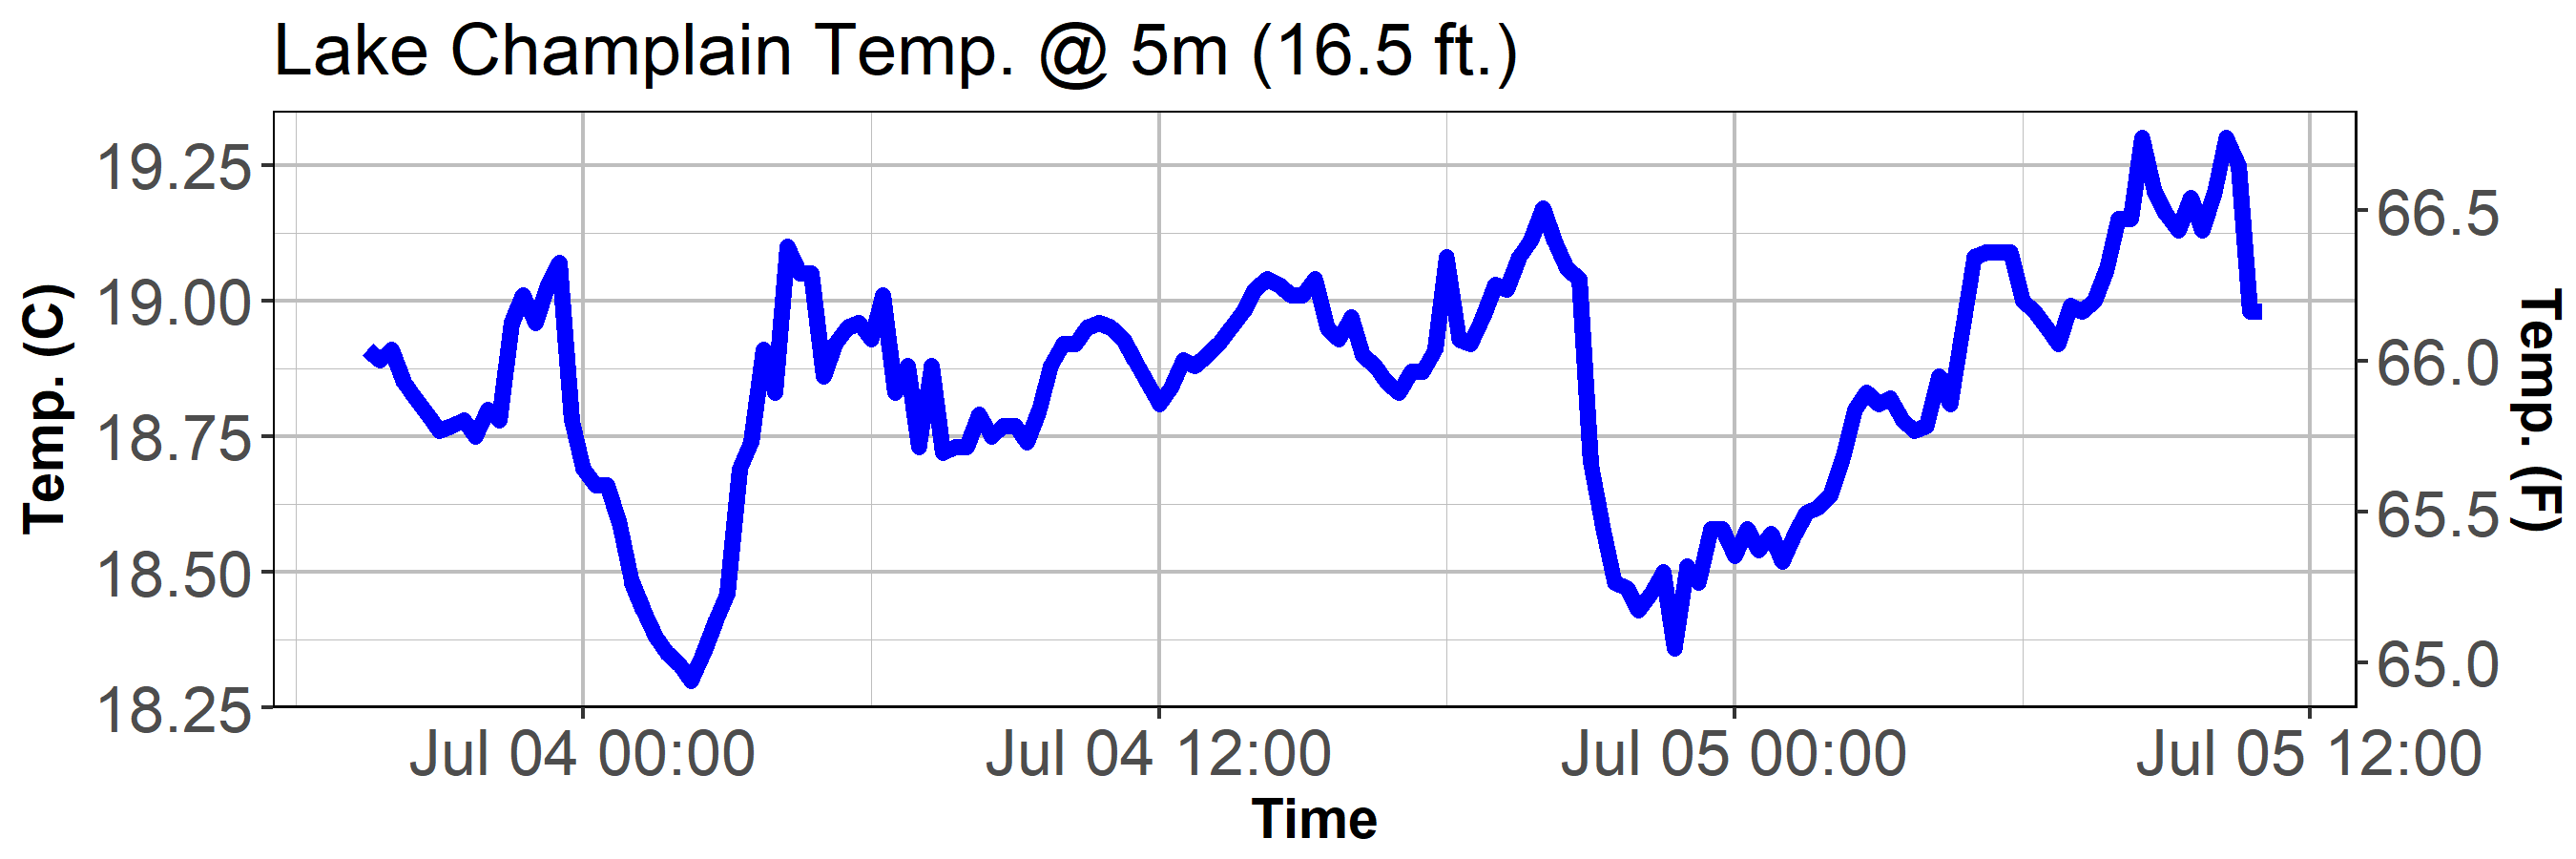 Lake Champlain Temp. @ 5m (16.5 ft.)
19.25
19.00
18.75
18.50
18.25
Temp. (C)
66.5
66.0
65.5
65.0
Temp. (F)
Jul 04 00:00
Jul 04 12:00
Jul 05 00:00
Jul 05 12:00
Time